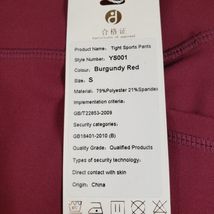 合格证
Product Name: Tight Sports Pants
Style Number: YS001
Colour: Burgundy Red
Size: S
Material: 79%Polyester 21%Spandex
Implementation criteria:
GB/T22853-2009
Security categories:
GB18401-2010 (B)
Quality Grade: Qualified Products
Types of security technology:
Direct contact with skin
Origin: China